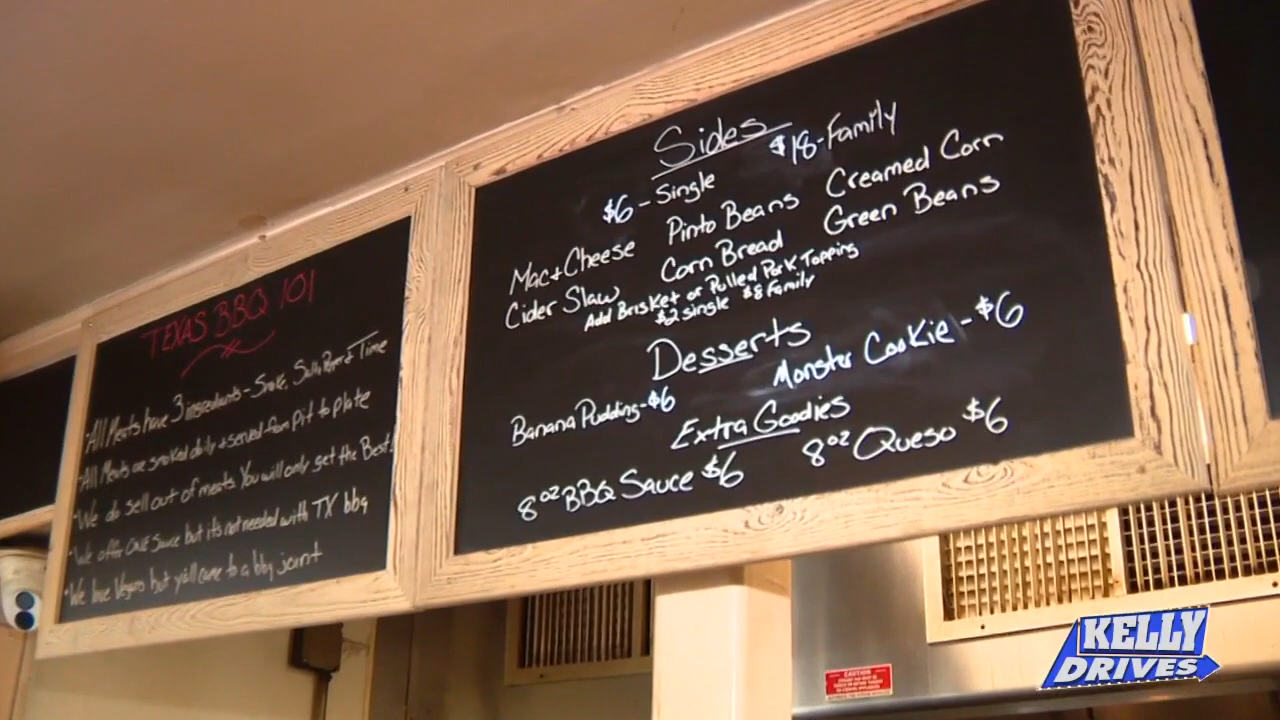 TEXAS BBQ 101
• All Meats have 3 ingredients - Smoke, Salt & Pepper & Time
• All Meats are smoked daily & served from pit to plate
• We do sell out of meats. You will only get the Best!
• We offer ONE Sauce but it's not needed with TX bbq
• We love Vegans but y'all came to a bbq joint
Sides
$6 - Single $18 - Family
Mac + Cheese Pinto Beans Creamed Corn
Cider Slaw Corn Bread Green Beans
Add Brisket or Pulled Pork Topping
$2 single $8 Family
Desserts
Banana Pudding - $6 Monster Cookie - $6
Extra Goodies
8oz BBQ Sauce $6 8oz Queso $6
CAUTION
KELLY
DRIVES